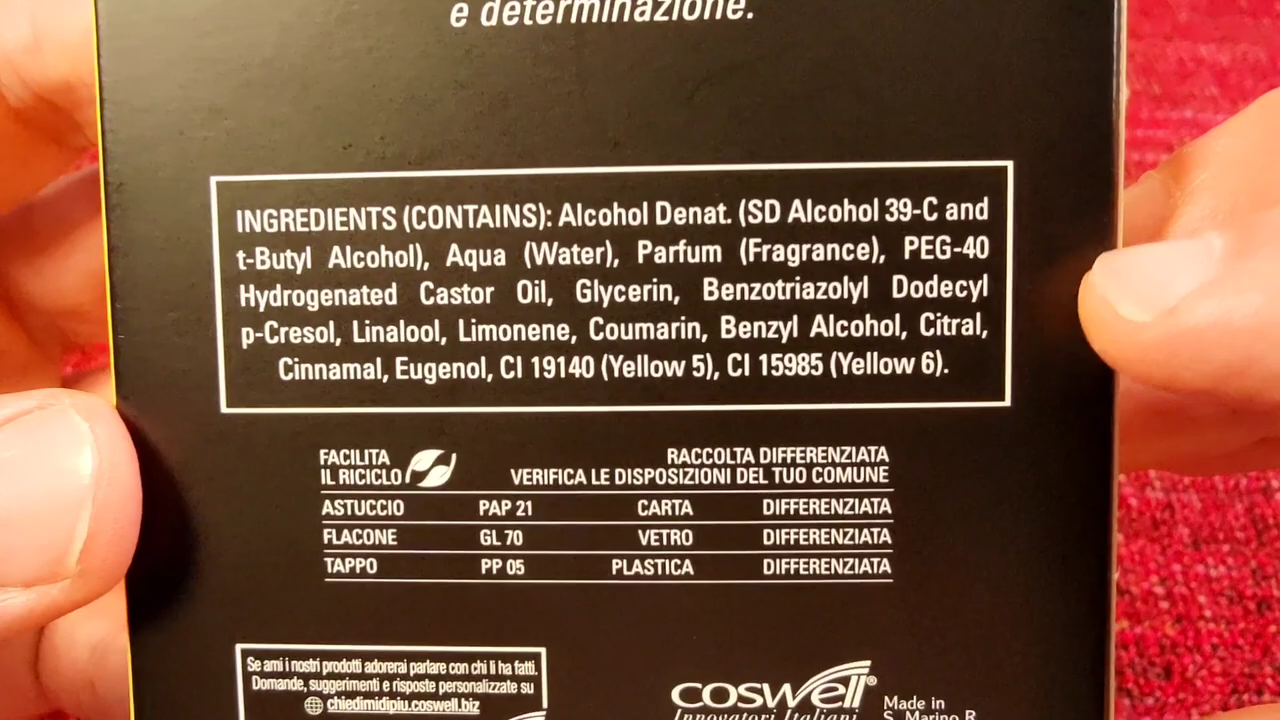 e determinazione.
INGREDIENTS (CONTAINS): Alcohol Denat. (SD Alcohol 39-C and
t-Butyl Alcohol), Aqua (Water), Parfum (Fragrance), PEG-40
Hydrogenated Castor Oil, Glycerin, Benzotriazolyl Dodecyl
p-Cresol, Linalool, Limonene, Coumarin, Benzyl Alcohol, Citral,
Cinnamal, Eugenol, CI 19140 (Yellow 5), CI 15985 (Yellow 6).
FACILITA
IL RICICLO
RACCOLTA DIFFERENZIATA
VERIFICA LE DISPOSIZIONI DEL TUO COMUNE
ASTUCCIO PAP 21 CARTA DIFFERENZIATA
FLACONE GL 70 VETRO DIFFERENZIATA
TAPPO PP 05 PLASTICA DIFFERENZIATA
Se ami i nostri prodotti adorerai parlare con chi li ha fatti.
Domande, suggerimenti e risposte personalizzate su
chiedimidipiu.coswell.biz
coswell®
Innovatori Italiani
Made in
S. Marino R